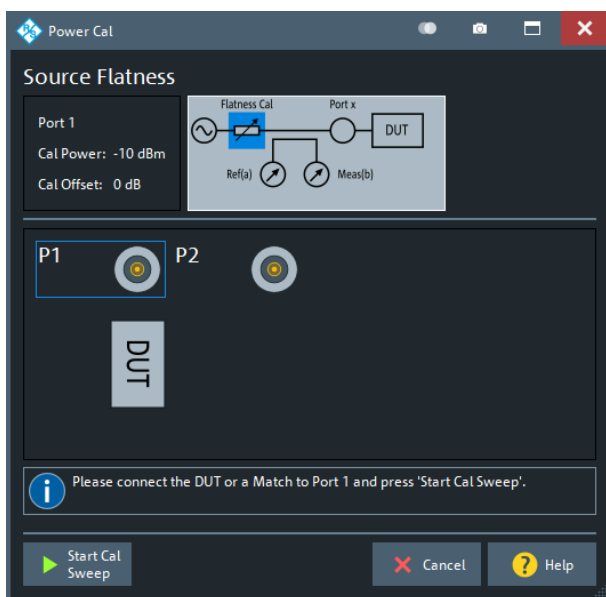 Power Cal
Source Flatness
Port 1
Cal Power: -10 dBm
Cal Offset: 0 dB
Flatness Cal
Port x
DUT
Ref(a)
Meas(b)
P1
P2
DUT
Please connect the DUT or a Match to Port 1 and press 'Start Cal Sweep'.
Start Cal
Sweep
Cancel
Help